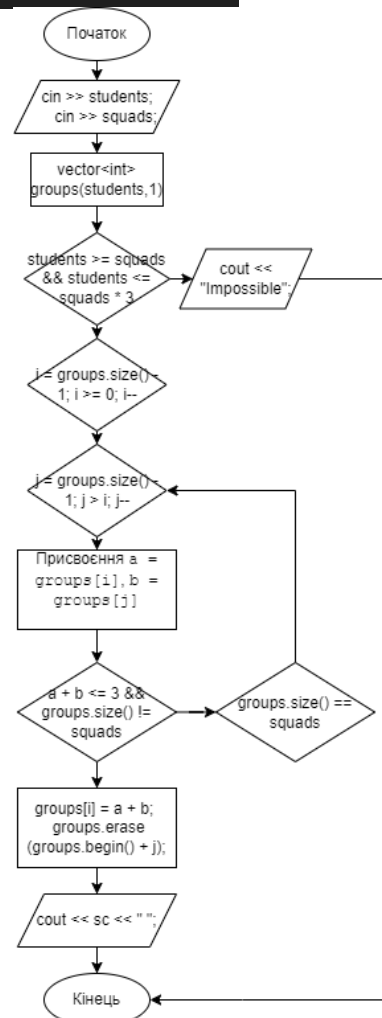 Початок
cin >> students;
cin >> squads;
vector<int>
groups(students,1)
students >= squads
&& students <=
squads * 3
cout <<
"Impossible";
i = groups.size() -
1; i >= 0; i--
j = groups.size() -
1; j > i; j--
Присвоєння a =
groups[i], b =
groups[j]
a + b <= 3 &&
groups.size() !=
squads
groups.size() ==
squads
groups[i] = a + b;
groups.erase
(groups.begin() + j);
cout << sc << " ";
Кінець